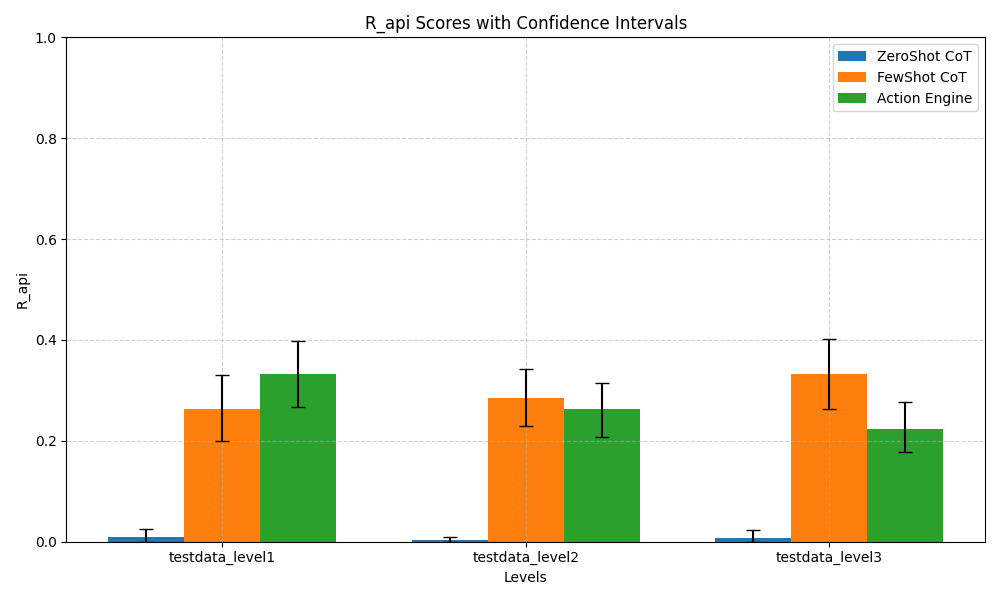 R_api Scores with Confidence Intervals
1.0
0.8
0.6
0.4
0.2
0.0
R_api
ZeroShot CoT
FewShot CoT
Action Engine
testdata_level1
testdata_level2
testdata_level3
Levels